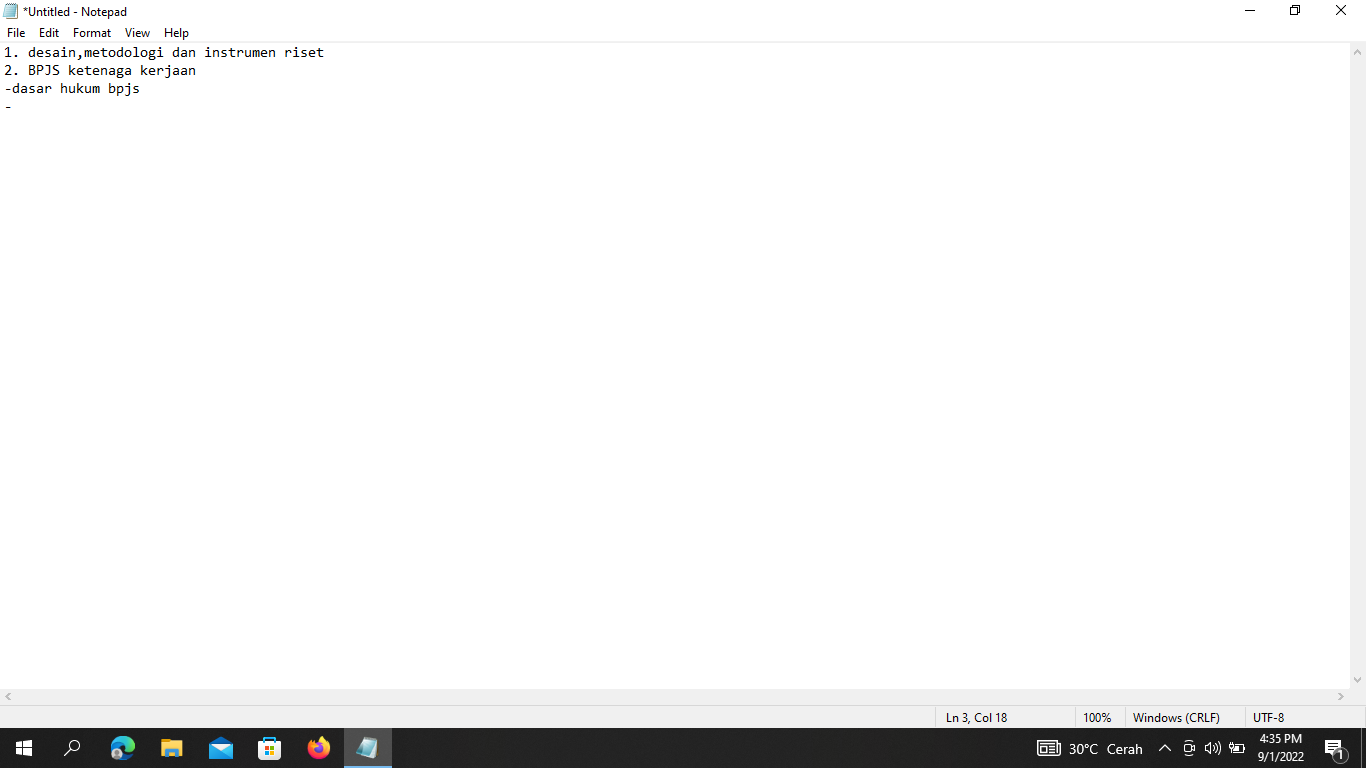 *Untitled - Notepad
File Edit Format View Help
1. desain,metodologi dan instrumen riset
2. BPJS ketenaga kerjaan
-dasar hukum bpjs
-
Ln 3, Col 18 100% Windows (CRLF) UTF-8
30°C Cerah
4:35 PM
9/1/2022
1